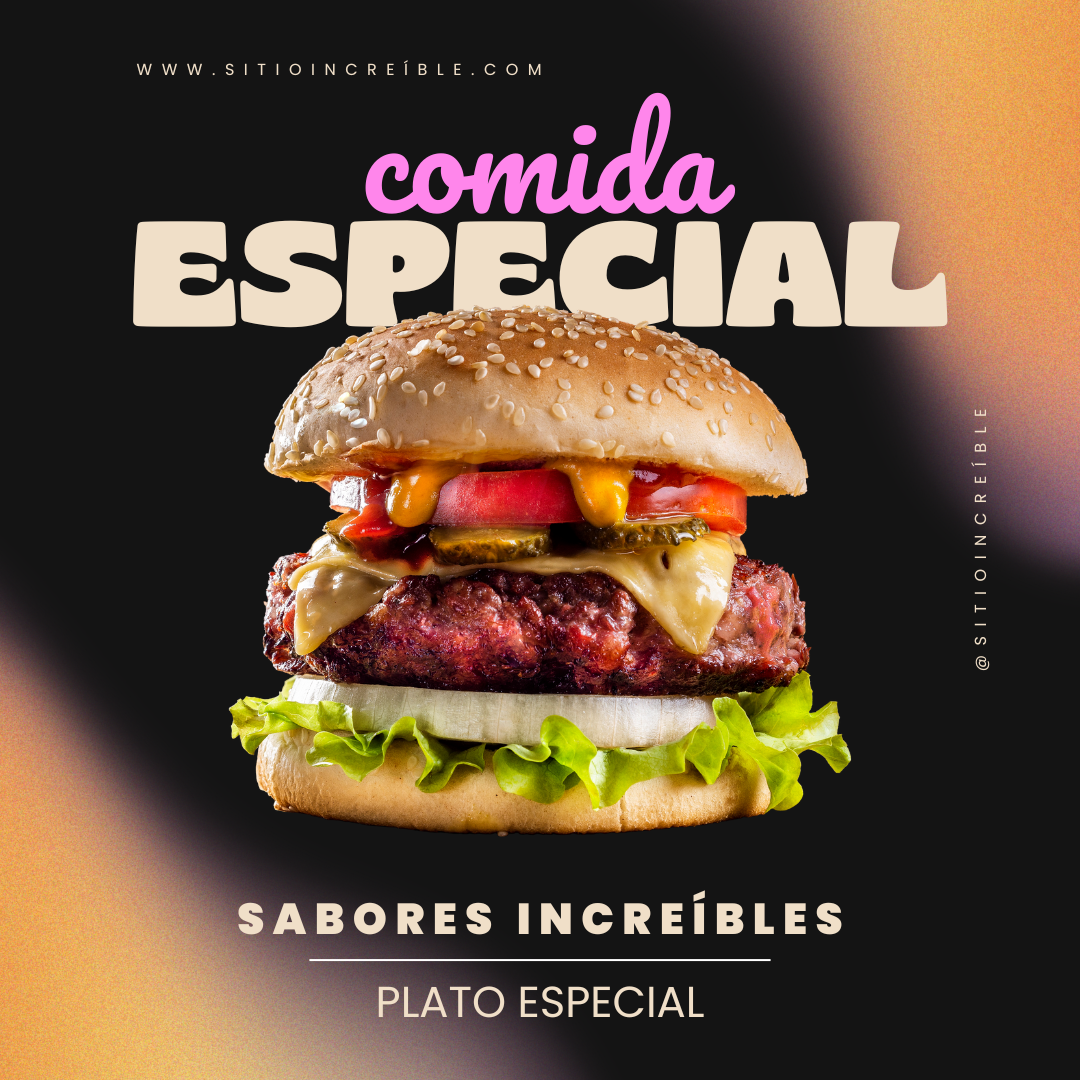 WWW.SITIOINCREÍBLE.COM
comida
ESPECIAL
@SITIOINCREÍBLE
SABORES INCREÍBLES
PLATO ESPECIAL